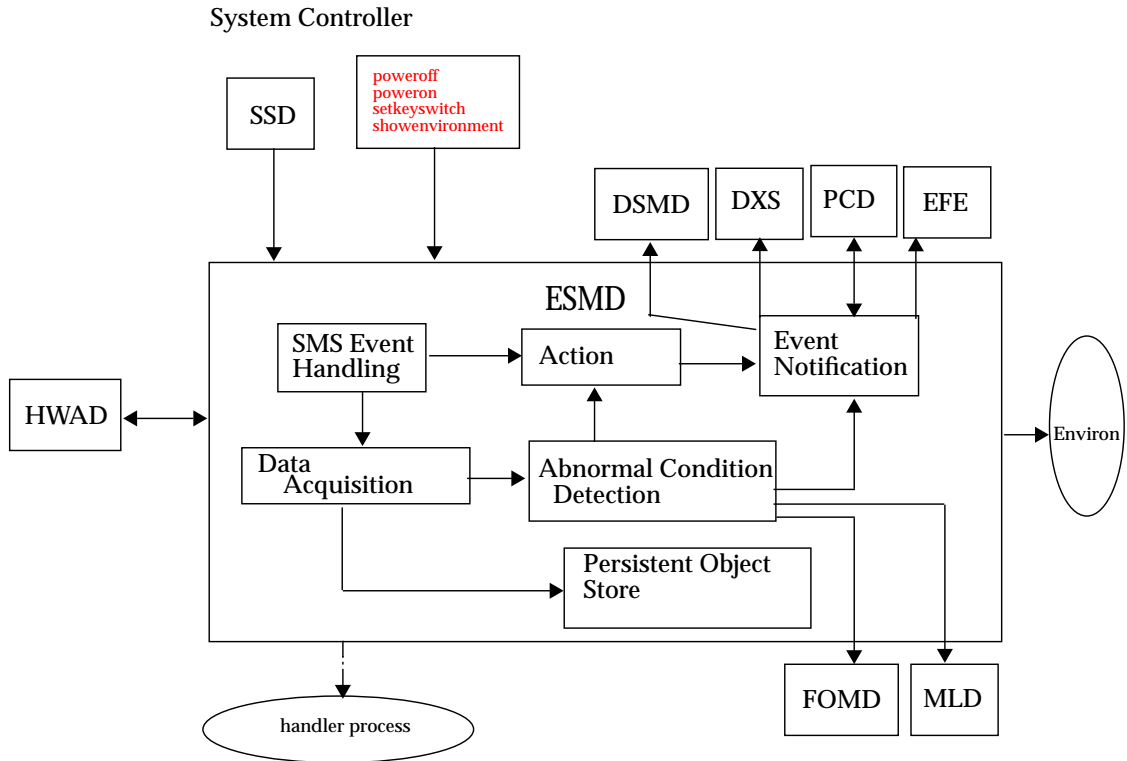 System Controller
SSD
poweroff
poweron
setkeyswitch
showenvironment
DSMD
DXS
PCD
EFE
ESMD
SMS Event
Handling
Action
Event
Notification
HWAD
Environ
Data
Acquisition
Abnormal Condition
Detection
Persistent Object
Store
FOMD
MLD
handler process